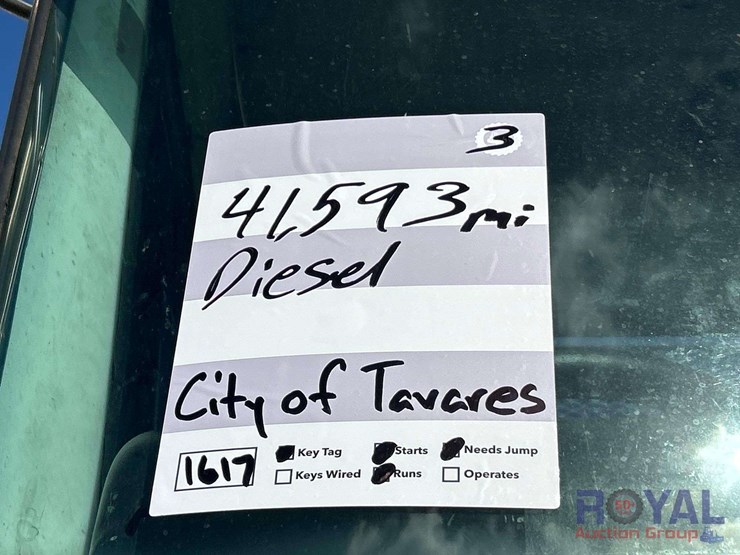 3
41,593 mi
Diesel
City of Tavares
1617 Key Tag Starts Needs Jump
Keys Wired Runs Operates
ROYAL
Auction Group